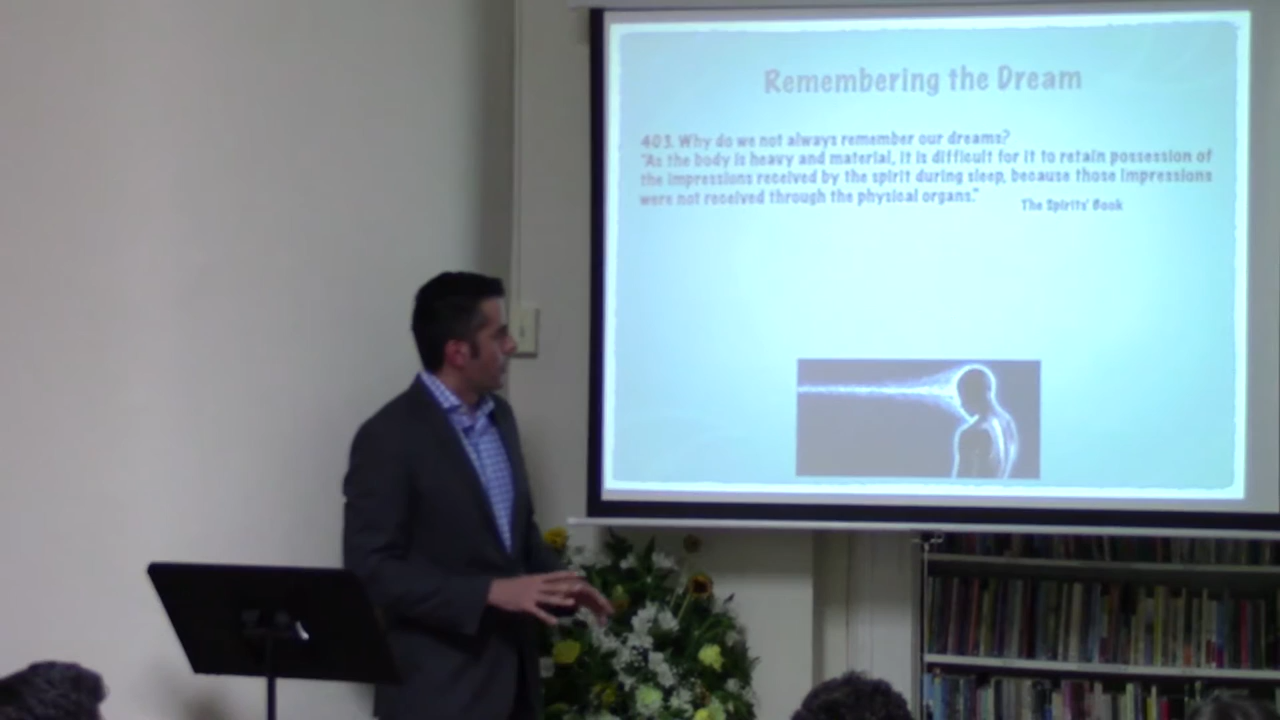 Remembering the Dream
403. Why do we not always remember our dreams?
"As the body is heavy and material, it is difficult for it to retain possession of
the impressions received by the spirit during sleep, because those impressions
were not received through the physical organs."
The Spirits' Book